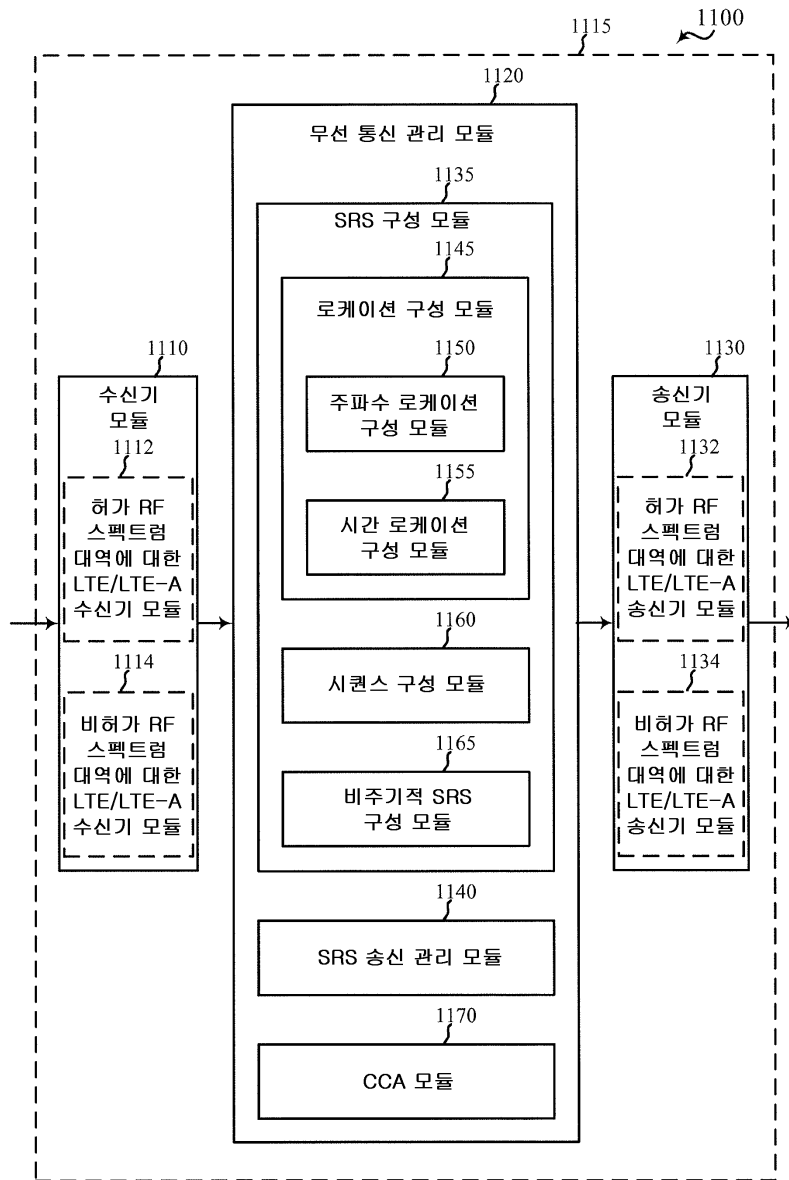 1100
1115
1120
무선 통신 관리 모듈
1135
SRS 구성 모듈
1145
로케이션 구성 모듈
1150
주파수 로케이션
구성 모듈
1155
시간 로케이션
구성 모듈
1160
시퀀스 구성 모듈
1165
비주기적 SRS
구성 모듈
1140
SRS 송신 관리 모듈
1170
CCA 모듈
1110
수신기
모듈
1112
허가 RF
스펙트럼
대역에 대한
LTE/LTE-A
수신기 모듈
1114
비허가 RF
스펙트럼
대역에 대한
LTE/LTE-A
수신기 모듈
1130
송신기
모듈
1132
허가 RF
스펙트럼
대역에 대한
LTE/LTE-A
송신기 모듈
1134
비허가 RF
스펙트럼
대역에 대한
LTE/LTE-A
송신기 모듈